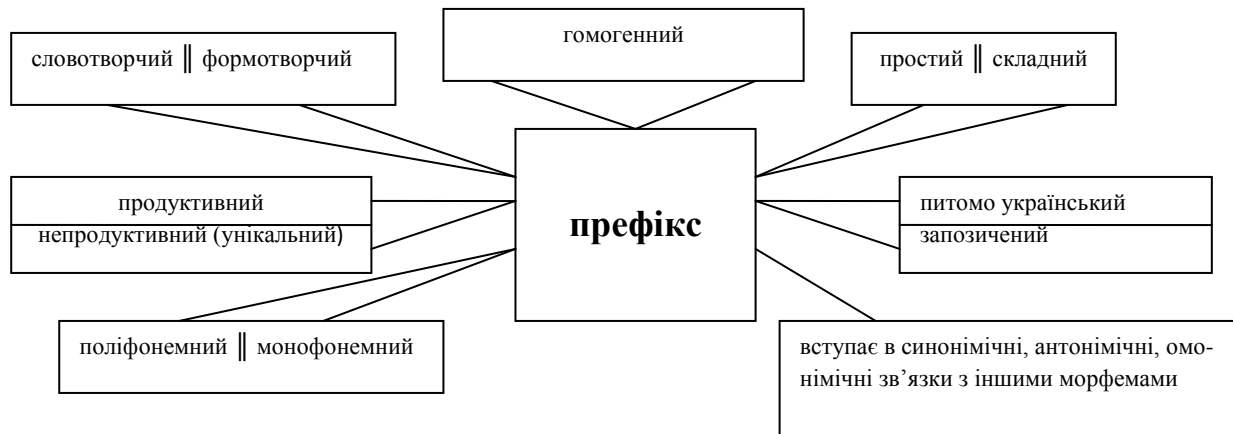 гомогенний
словотворчий ‖ формотворчий
простий ‖ складний
продуктивний
непродуктивний (унікальний)
префікс
питомо український
запозичений
поліфонемний ‖ монофонемний
вступає в синонімічні, антонімічні, омо-
німічні зв’язки з іншими морфемами